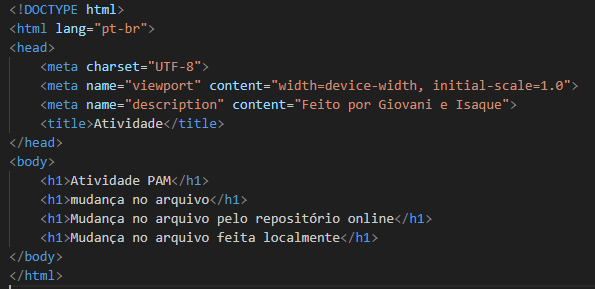 <!DOCTYPE html>
<html lang="pt-br">
<head>
    <meta charset="UTF-8">
    <meta name="viewport" content="width=device-width, initial-scale=1.0">
    <meta name="description" content="Feito por Giovani e Isaque">
    <title>Atividade</title>
</head>
<body>
    <h1>Atividade PAM</h1>
    <h1>mudança no arquivo</h1>
    <h1>Mudança no arquivo pelo repositório online</h1>
    <h1>Mudança no arquivo feita localmente</h1>
</body>
</html>